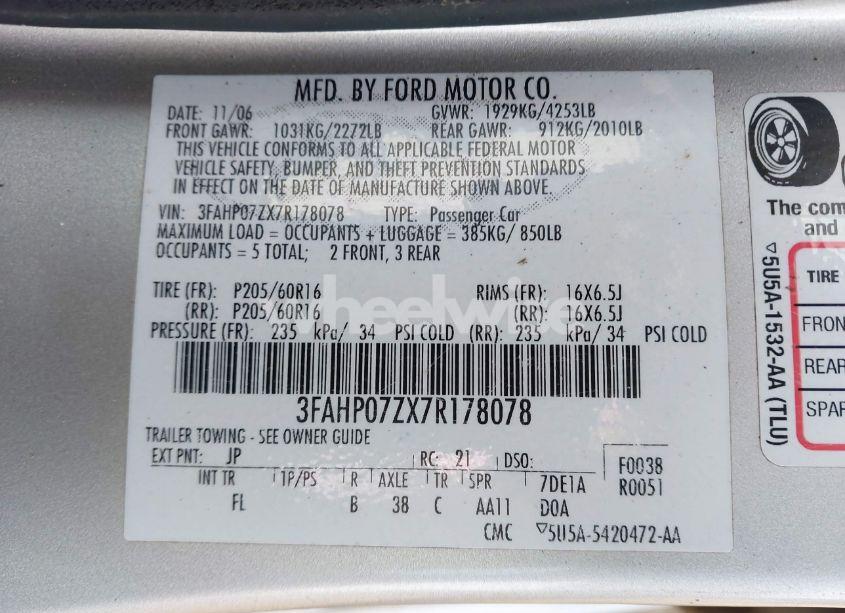 MFD. BY FORD MOTOR CO.
DATE: 11/06 GVWR: 1929KG/4253LB
FRONT GAWR: 1031KG/2272LB REAR GAWR: 912KG/2010LB
THIS VEHICLE CONFORMS TO ALL APPLICABLE FEDERAL MOTOR
VEHICLE SAFETY, BUMPER, AND THEFT PREVENTION STANDARDS
IN EFFECT ON THE DATE OF MANUFACTURE SHOWN ABOVE.
VIN: 3FAHP07ZX7R178078 TYPE: Passenger Car
MAXIMUM LOAD = OCCUPANTS + LUGGAGE = 385KG/ 850LB
OCCUPANTS = 5 TOTAL; 2 FRONT, 3 REAR
TIRE (FR): P205/60R16 RIMS (FR): 16X6.5J
(RR): P205/60R16 (RR): 16X6.5J
PRESSURE (FR): 235 kPa/ 34 PSI COLD (RR): 235 kPa/ 34 PSI COLD
3FAHP07ZX7R178078
TRAILER TOWING - SEE OWNER GUIDE
EXT PNT: JP RC: 21 DSO: F0038
INT TR TP/PS R AXLE TR SPR 7DE1A R0051
FL B 38 C AA11 D0A
CMC 5U5A-5420472-AA
wheelwise
The com
and
TIRE
FRON
REAR
SPAR
5U5A-1532-AA (TLU)